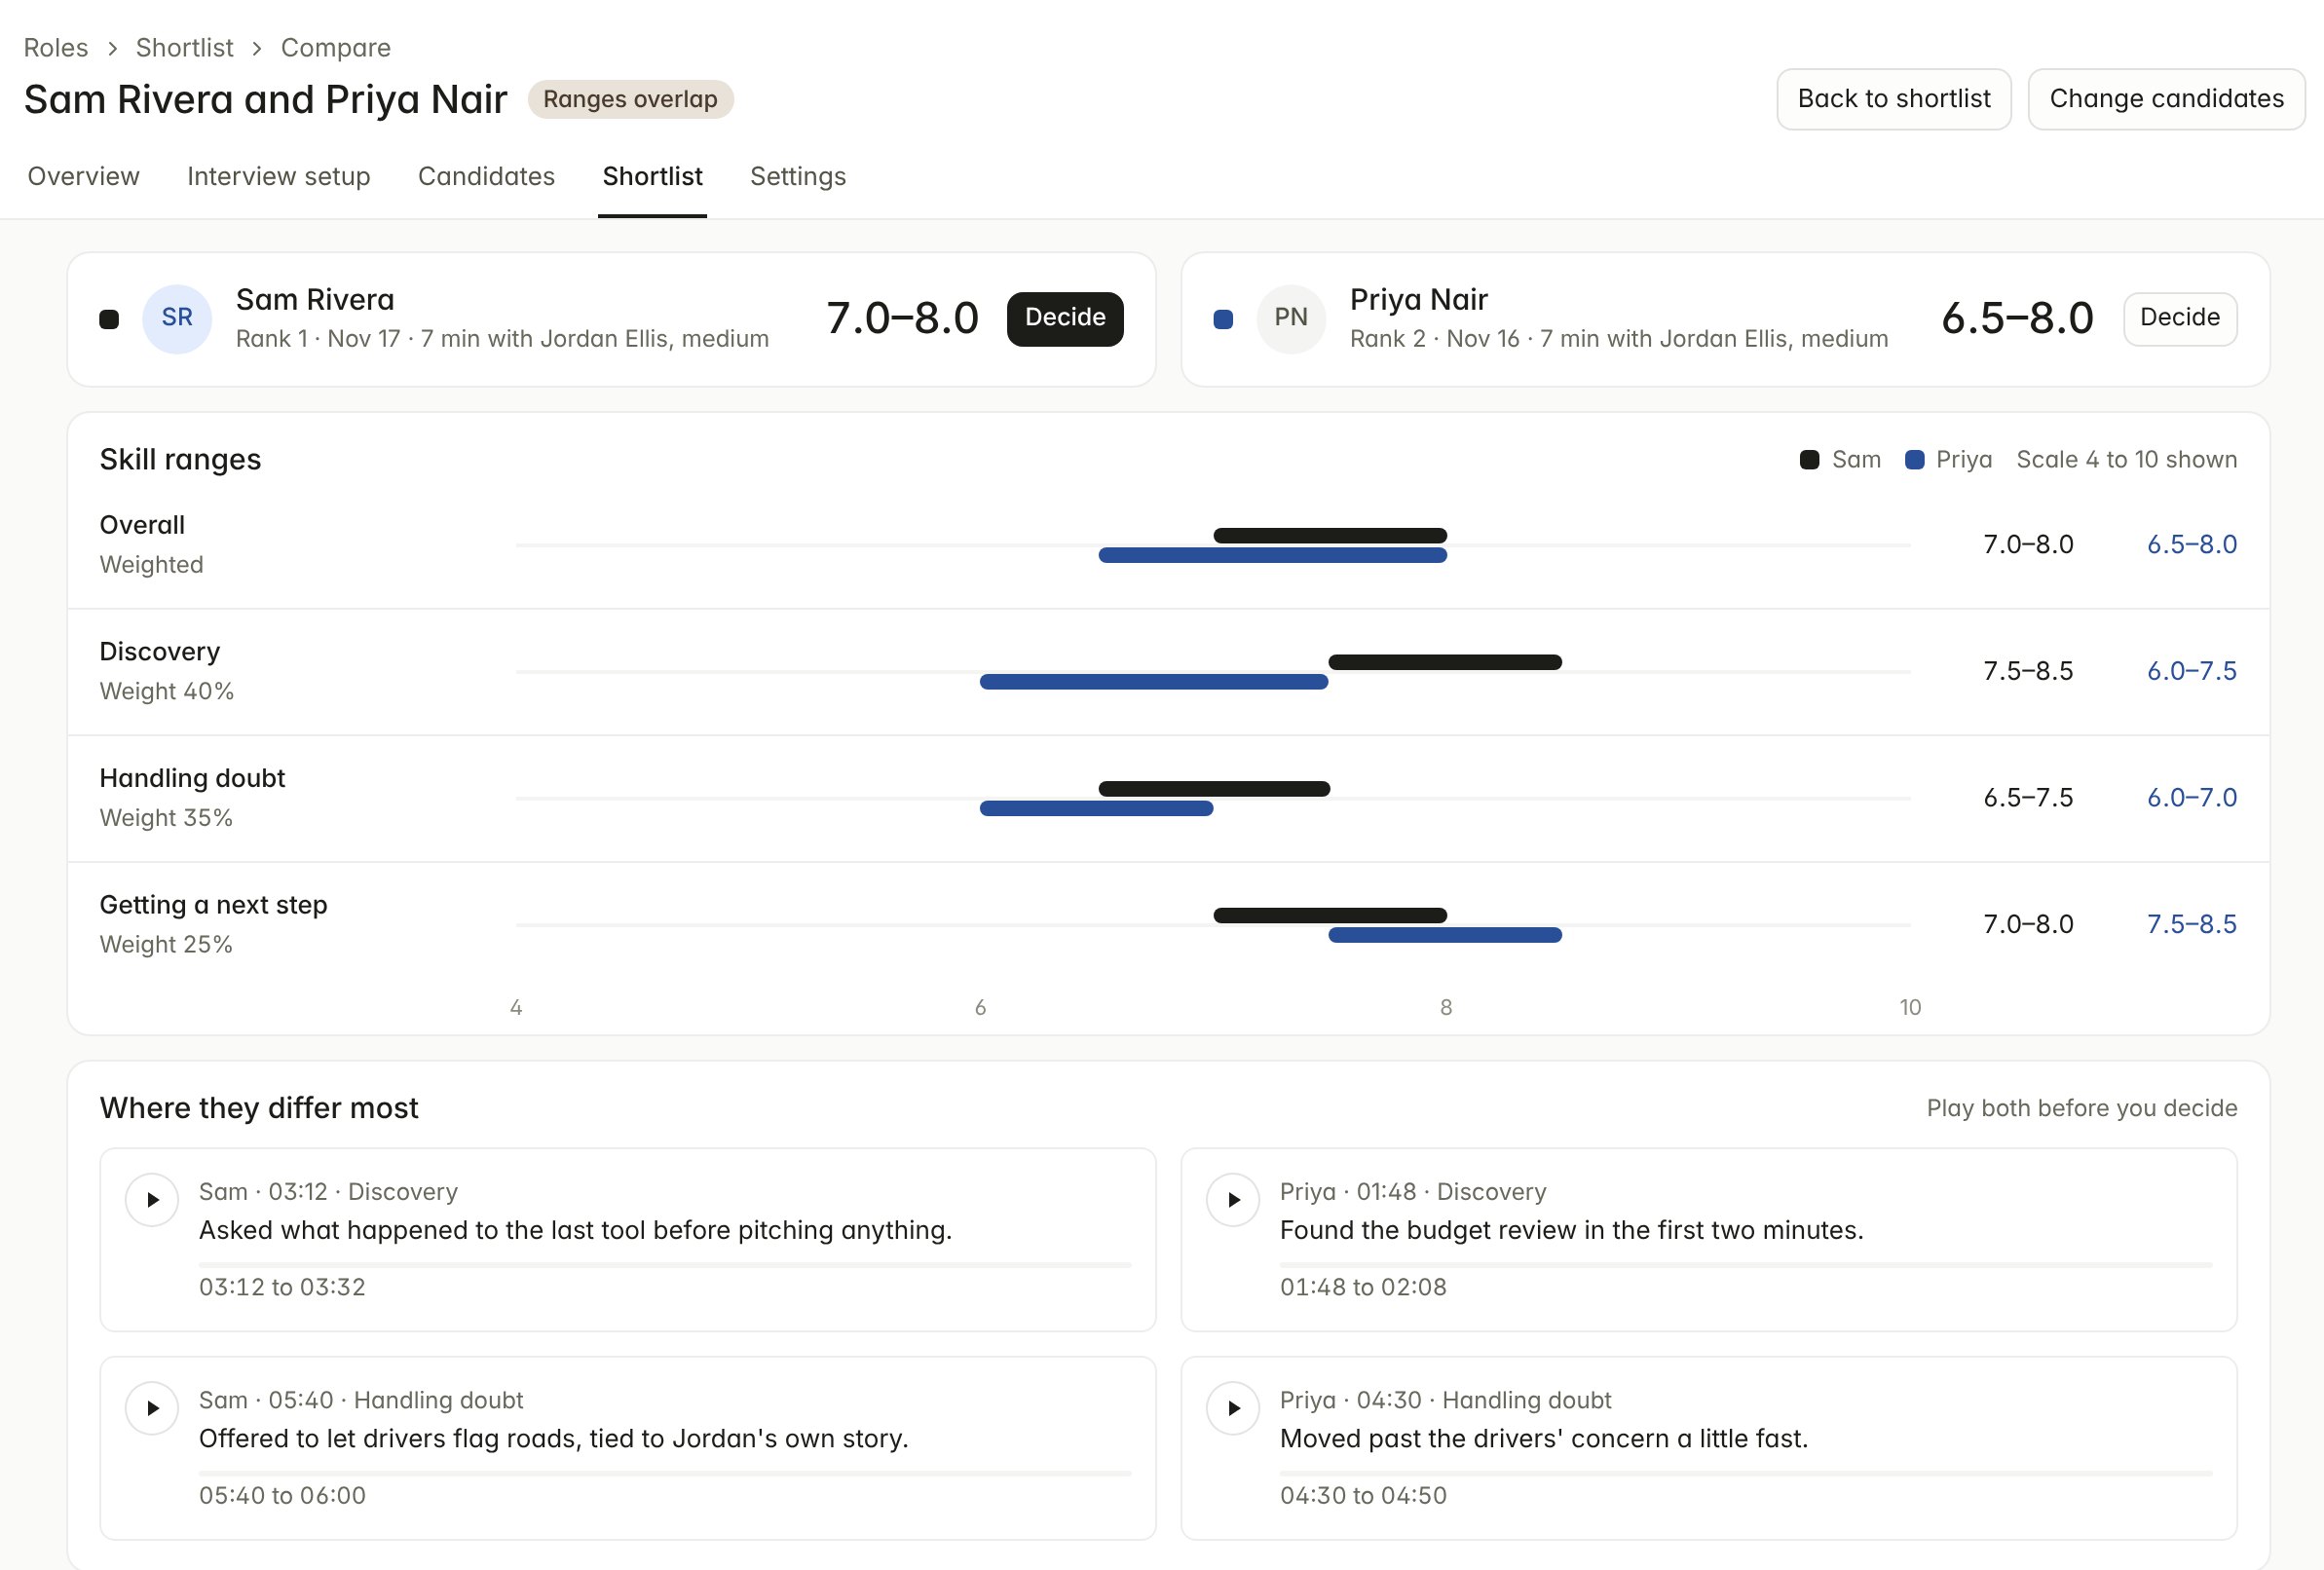 Roles > Shortlist > Compare
Sam Rivera and Priya Nair
Ranges overlap
Back to shortlist
Change candidates
Overview
Interview setup
Candidates
Shortlist
Settings
SR
Sam Rivera
Rank 1 · Nov 17 · 7 min with Jordan Ellis, medium
7.0–8.0
Decide
PN
Priya Nair
Rank 2 · Nov 16 · 7 min with Jordan Ellis, medium
6.5–8.0
Decide
Skill ranges
Sam
Priya
Scale 4 to 10 shown
Overall
Weighted
7.0–8.0
6.5–8.0
Discovery
Weight 40%
7.5–8.5
6.0–7.5
Handling doubt
Weight 35%
6.5–7.5
6.0–7.0
Getting a next step
Weight 25%
7.0–8.0
7.5–8.5
4
6
8
10
Where they differ most
Play both before you decide
Sam · 03:12 · Discovery
Asked what happened to the last tool before pitching anything.
03:12 to 03:32
Priya · 01:48 · Discovery
Found the budget review in the first two minutes.
01:48 to 02:08
Sam · 05:40 · Handling doubt
Offered to let drivers flag roads, tied to Jordan's own story.
05:40 to 06:00
Priya · 04:30 · Handling doubt
Moved past the drivers' concern a little fast.
04:30 to 04:50